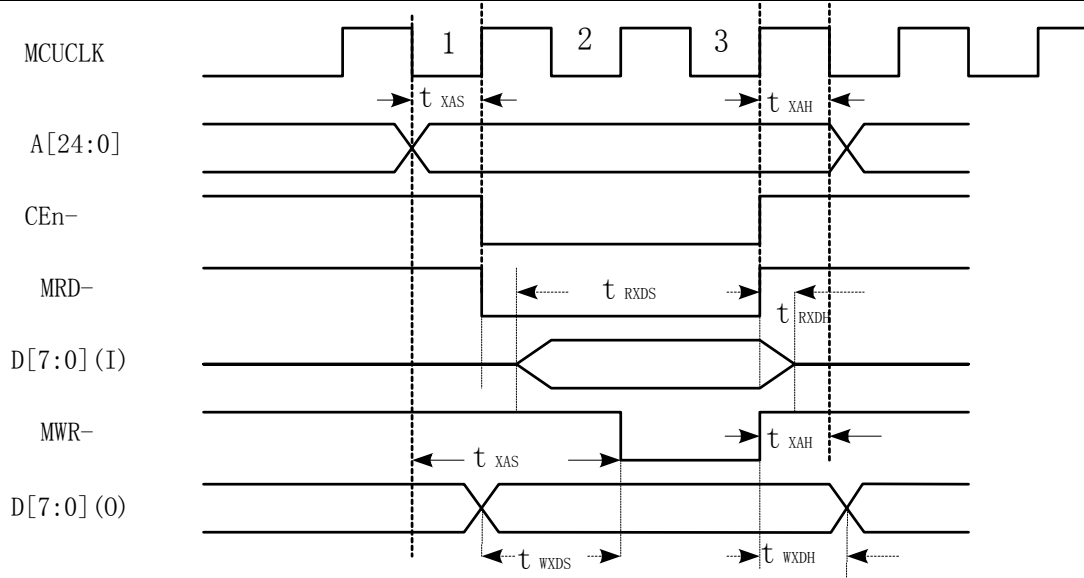 MCUCLK
1 2 3
t XAS t XAH
A[24:0]
CEn-
MRD-
t RXDS
t RXDH
D[7:0](I)
MWR-
t XAH
t XAS
D[7:0](O)
t WXDS t WXDH